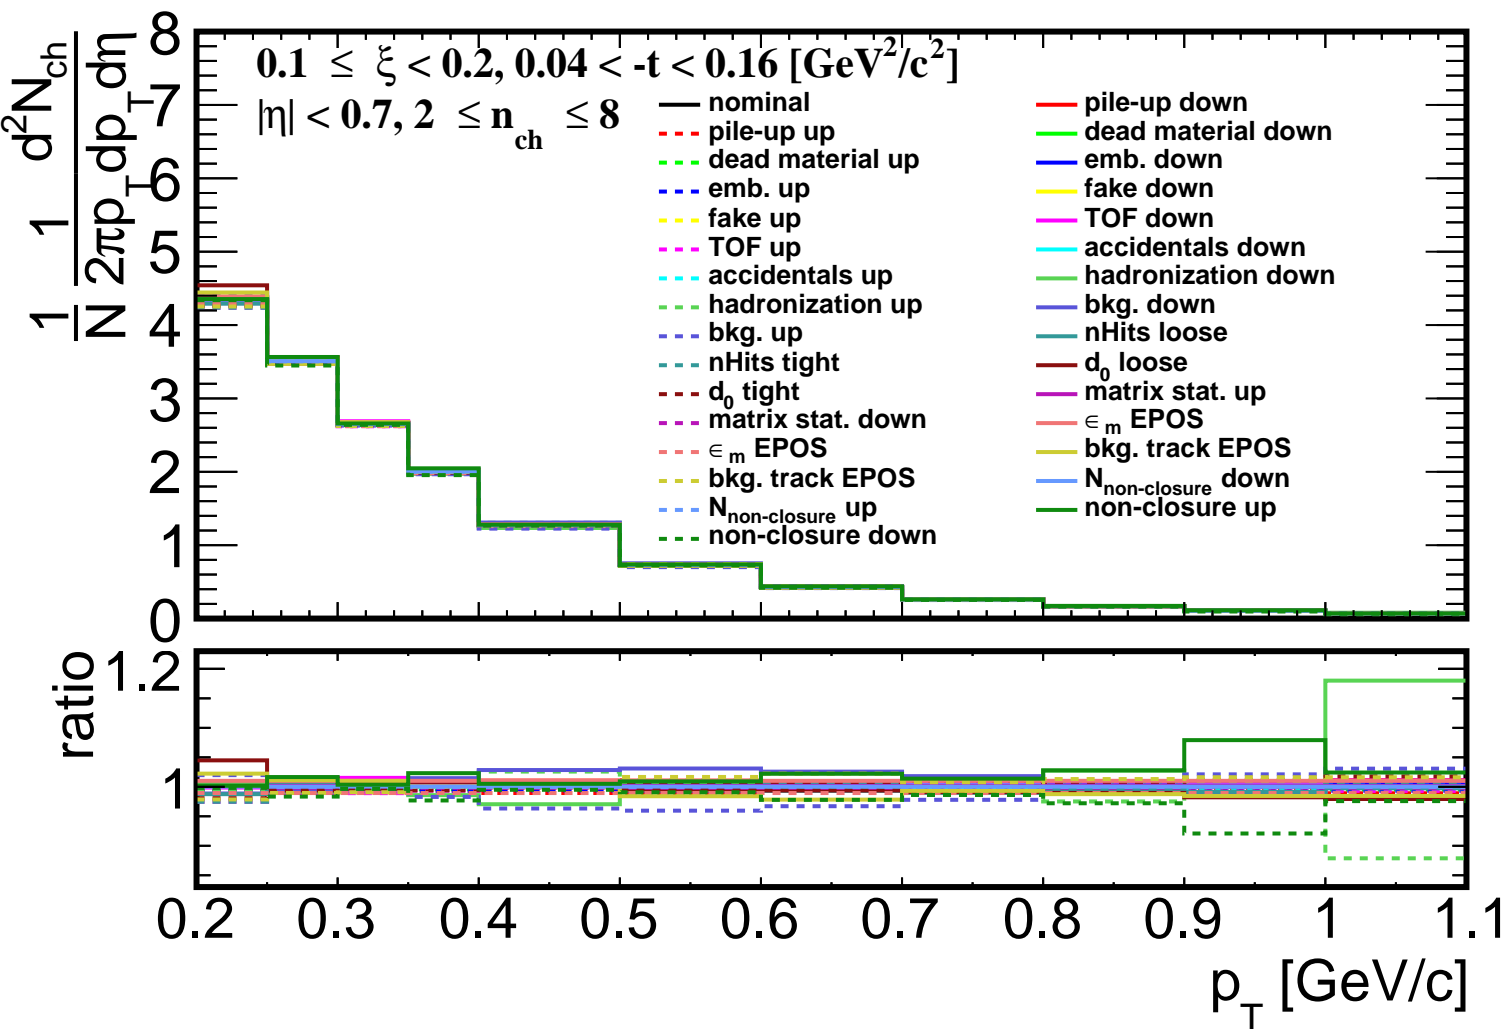 1/N 1/2πp_T d²N_ch/dp_T dη
8
7
6
5
4
3
2
1
0
0.1 ≤ ξ < 0.2, 0.04 < -t < 0.16 [GeV²/c²]
|η| < 0.7, 2 ≤ n_ch ≤ 8
nominal
pile-up up
dead material up
emb. up
fake up
TOF up
accidentals up
hadronization up
bkg. up
nHits tight
d₀ tight
matrix stat. down
∈_m EPOS
bkg. track EPOS
N_non-closure up
non-closure down
pile-up down
dead material down
emb. down
fake down
TOF down
accidentals down
hadronization down
bkg. down
nHits loose
d₀ loose
matrix stat. up
∈_m EPOS
bkg. track EPOS
N_non-closure down
non-closure up
ratio
1.2
1
0.2 0.3 0.4 0.5 0.6 0.7 0.8 0.9 1 1.1
p_T [GeV/c]